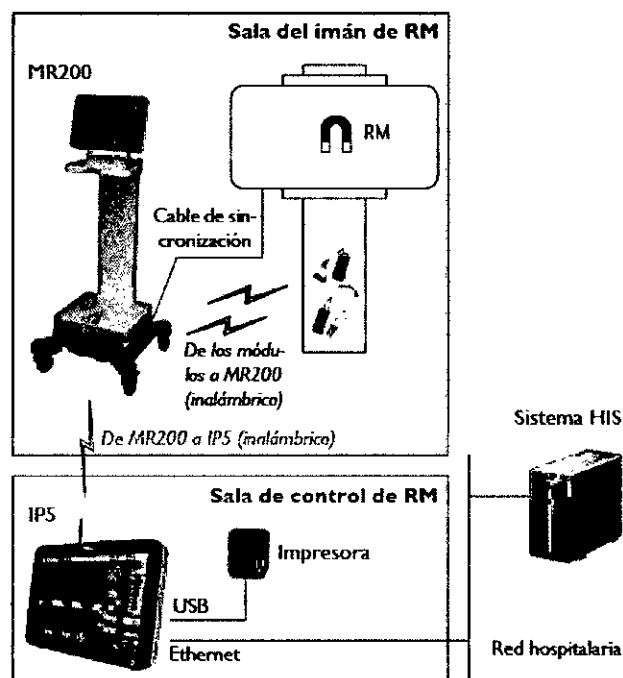 Sala del imán de RM
MR200
RM
Cable de sin-
cronización
De los módu-
los a MR200
(inalámbrico)
De MR200 a IP5 (inalámbrico)
Sistema HIS
Sala de control de RM
IP5
Impresora
USB
Ethernet
Red hospitalaria